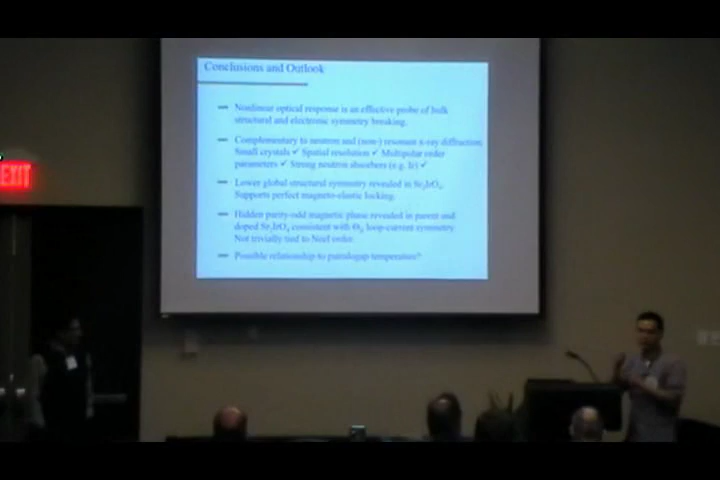 EXIT
Conclusions and Outlook
Nonlinear optical response is an effective probe of bulk
structural and electronic symmetry breaking.
Complementary to neutron and (non-) resonant x-ray diffraction.
Small crystals ✓ Spatial resolution ✓ Multipolar order
parameters ✓ Strong neutron absorbers (e.g. Ir) ✓
Lower global structural symmetry revealed in Sr₂IrO₄.
Supports perfect magneto-elastic locking.
Hidden parity-odd magnetic phase revealed in parent and
doped Sr₂IrO₄ consistent with Θ loop-current symmetry.
Not trivially tied to Neel order.
Possible relationship to pseudogap temperature?